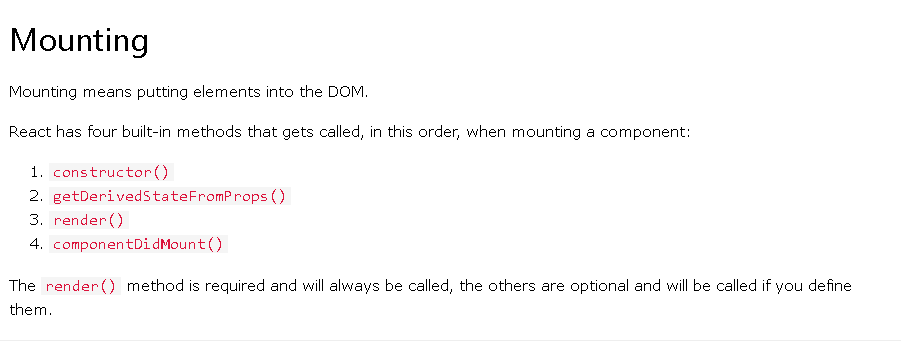 Mounting
Mounting means putting elements into the DOM.
React has four built-in methods that gets called, in this order, when mounting a component:
1. constructor()
2. getDerivedStateFromProps()
3. render()
4. componentDidMount()
The render() method is required and will always be called, the others are optional and will be called if you define
them.